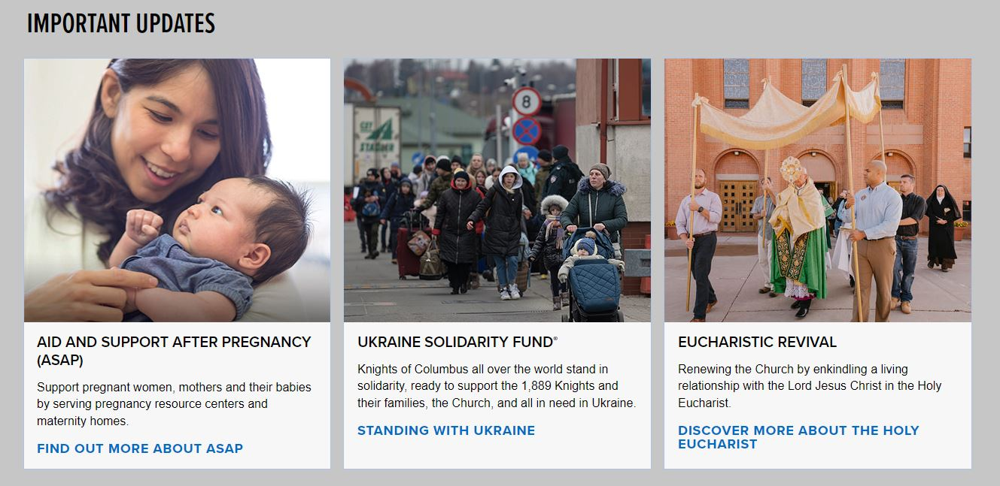 IMPORTANT UPDATES
8
AID AND SUPPORT AFTER PREGNANCY
(ASAP)
Support pregnant women, mothers and their babies
by serving pregnancy resource centers and
maternity homes.
FIND OUT MORE ABOUT ASAP
UKRAINE SOLIDARITY FUND®
Knights of Columbus all over the world stand in
solidarity, ready to support the 1,889 Knights and
their families, the Church, and all in need in Ukraine.
STANDING WITH UKRAINE
EUCHARISTIC REVIVAL
Renewing the Church by enkindling a living
relationship with the Lord Jesus Christ in the Holy
Eucharist.
DISCOVER MORE ABOUT THE HOLY
EUCHARIST